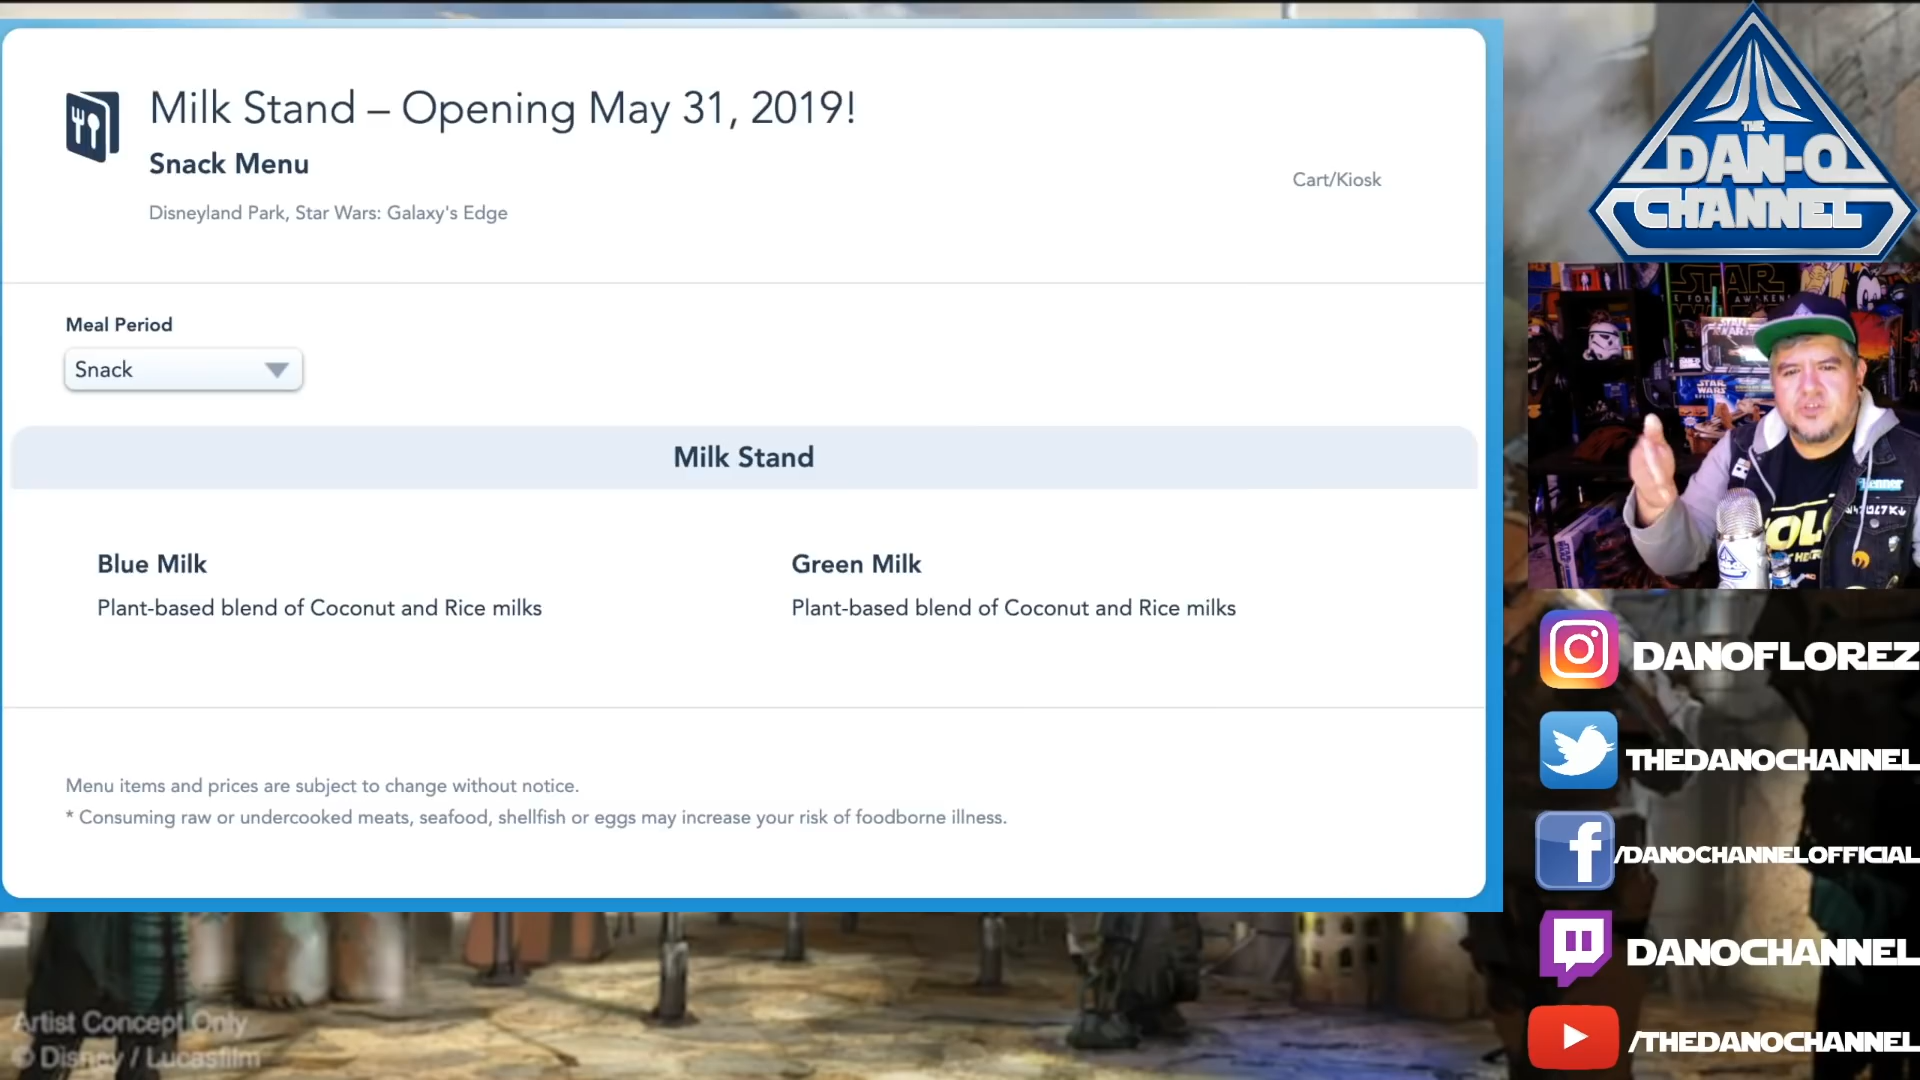 Milk Stand – Opening May 31, 2019!
Snack Menu
Disneyland Park, Star Wars: Galaxy's Edge
Cart/Kiosk
Meal Period
Snack
Milk Stand
Blue Milk
Plant-based blend of Coconut and Rice milks
Green Milk
Plant-based blend of Coconut and Rice milks
Menu items and prices are subject to change without notice.
* Consuming raw or undercooked meats, seafood, shellfish or eggs may increase your risk of foodborne illness.
Artist Concept Only
© Disney / Lucasfilm
THE
DAN-O
CHANNEL
STAR
STAR
WARS
Kenner
DANOFLOREZ
THEDANOCHANNEL
/DANOCHANNELOFFICIAL
DANOCHANNEL
/THEDANOCHANNEL